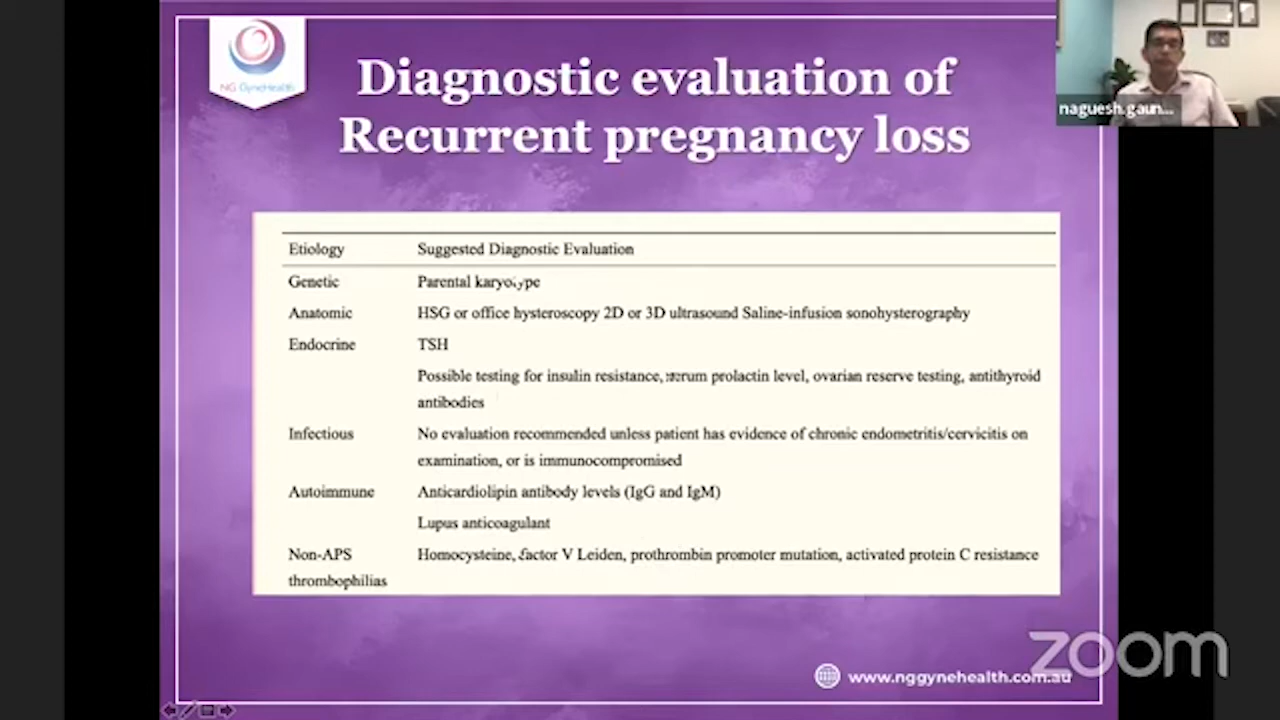 NG GyneHealth
Diagnostic evaluation of
Recurrent pregnancy loss
naguesh.gaun...
Etiology Suggested Diagnostic Evaluation
Genetic Parental karyotype
Anatomic HSG or office hysteroscopy 2D or 3D ultrasound Saline-infusion sonohysterography
Endocrine TSH
Possible testing for insulin resistance, serum prolactin level, ovarian reserve testing, antithyroid
antibodies
Infectious No evaluation recommended unless patient has evidence of chronic endometritis/cervicitis on
examination, or is immunocompromised
Autoimmune Anticardiolipin antibody levels (IgG and IgM)
Lupus anticoagulant
Non-APS Homocysteine, factor V Leiden, prothrombin promoter mutation, activated protein C resistance
thrombophilias
zoom
www.nggynehealth.com.au